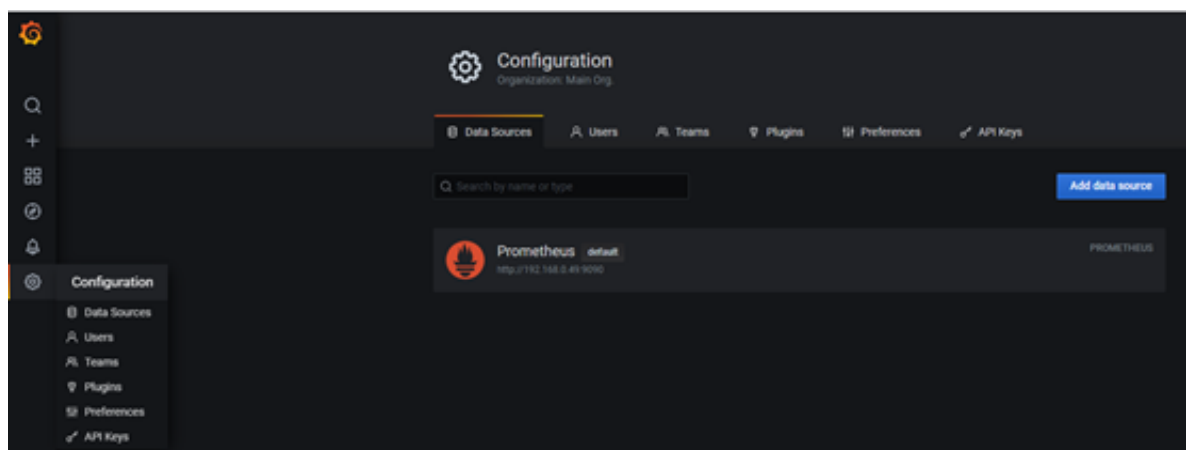 Configuration
Organization: Main Org.
Data Sources
Users
Teams
Plugins
Preferences
API Keys
Search by name or type
Add data source
Prometheus default
PROMETHEUS
http://192.168.0.49:9090
Configuration
Data Sources
Users
Teams
Plugins
Preferences
API Keys